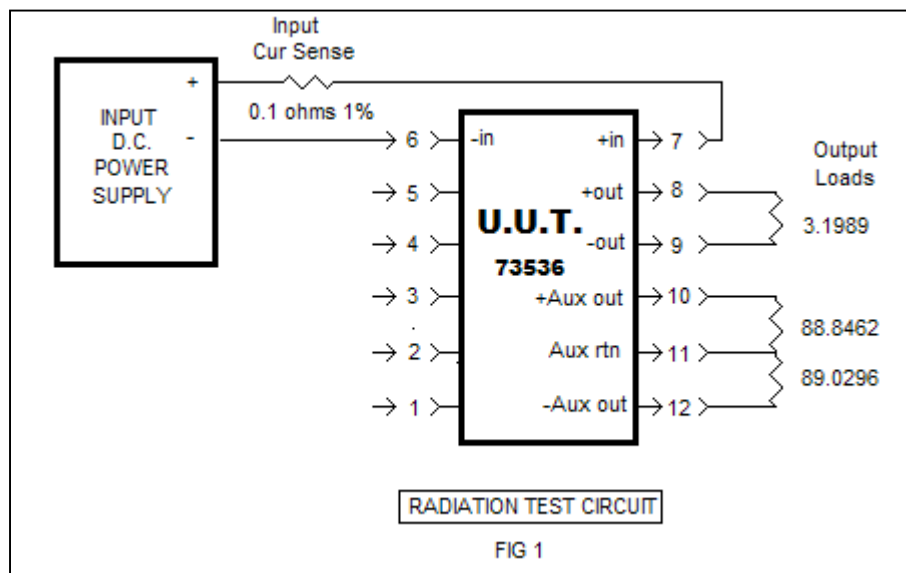 Input
Cur Sense
+
0.1 ohms 1%
-
INPUT
D.C.
POWER
SUPPLY
6
-in
+in
7
5
+out
8
U.U.T.
4
-out
9
73536
3
+Aux out
10
2
Aux rtn
11
1
-Aux out
12
Output
Loads
3.1989
88.8462
89.0296
RADIATION TEST CIRCUIT
FIG 1